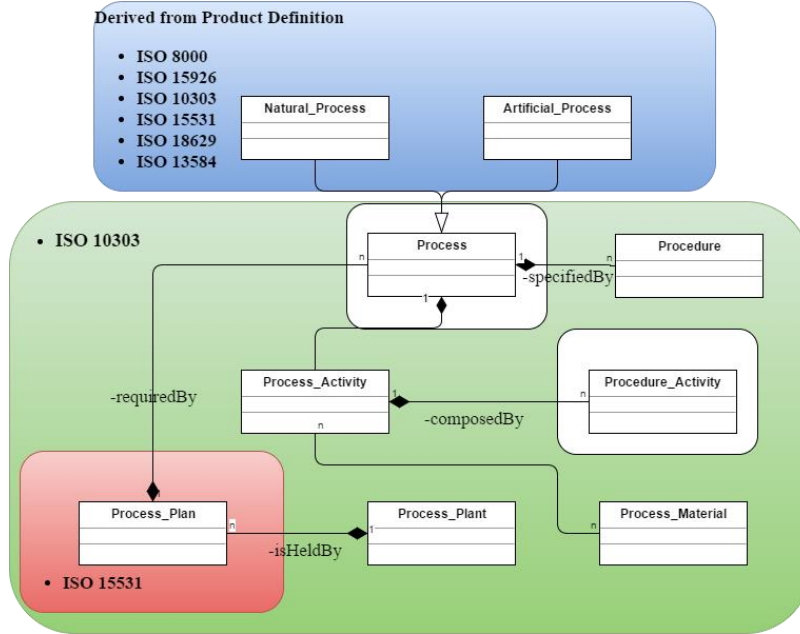 Derived from Product Definition
• ISO 8000
• ISO 15926
• ISO 10303
• ISO 15531
• ISO 18629
• ISO 13584
Natural_Process
Artificial_Process
• ISO 10303
Process
Procedure
n
1
n
-specifiedBy
1
Process_Activity
Procedure_Activity
1
n
-requiredBy
-composedBy
n
1
Process_Plan
Process_Plant
Process_Material
n
1
n
-isHeldBy
• ISO 15531